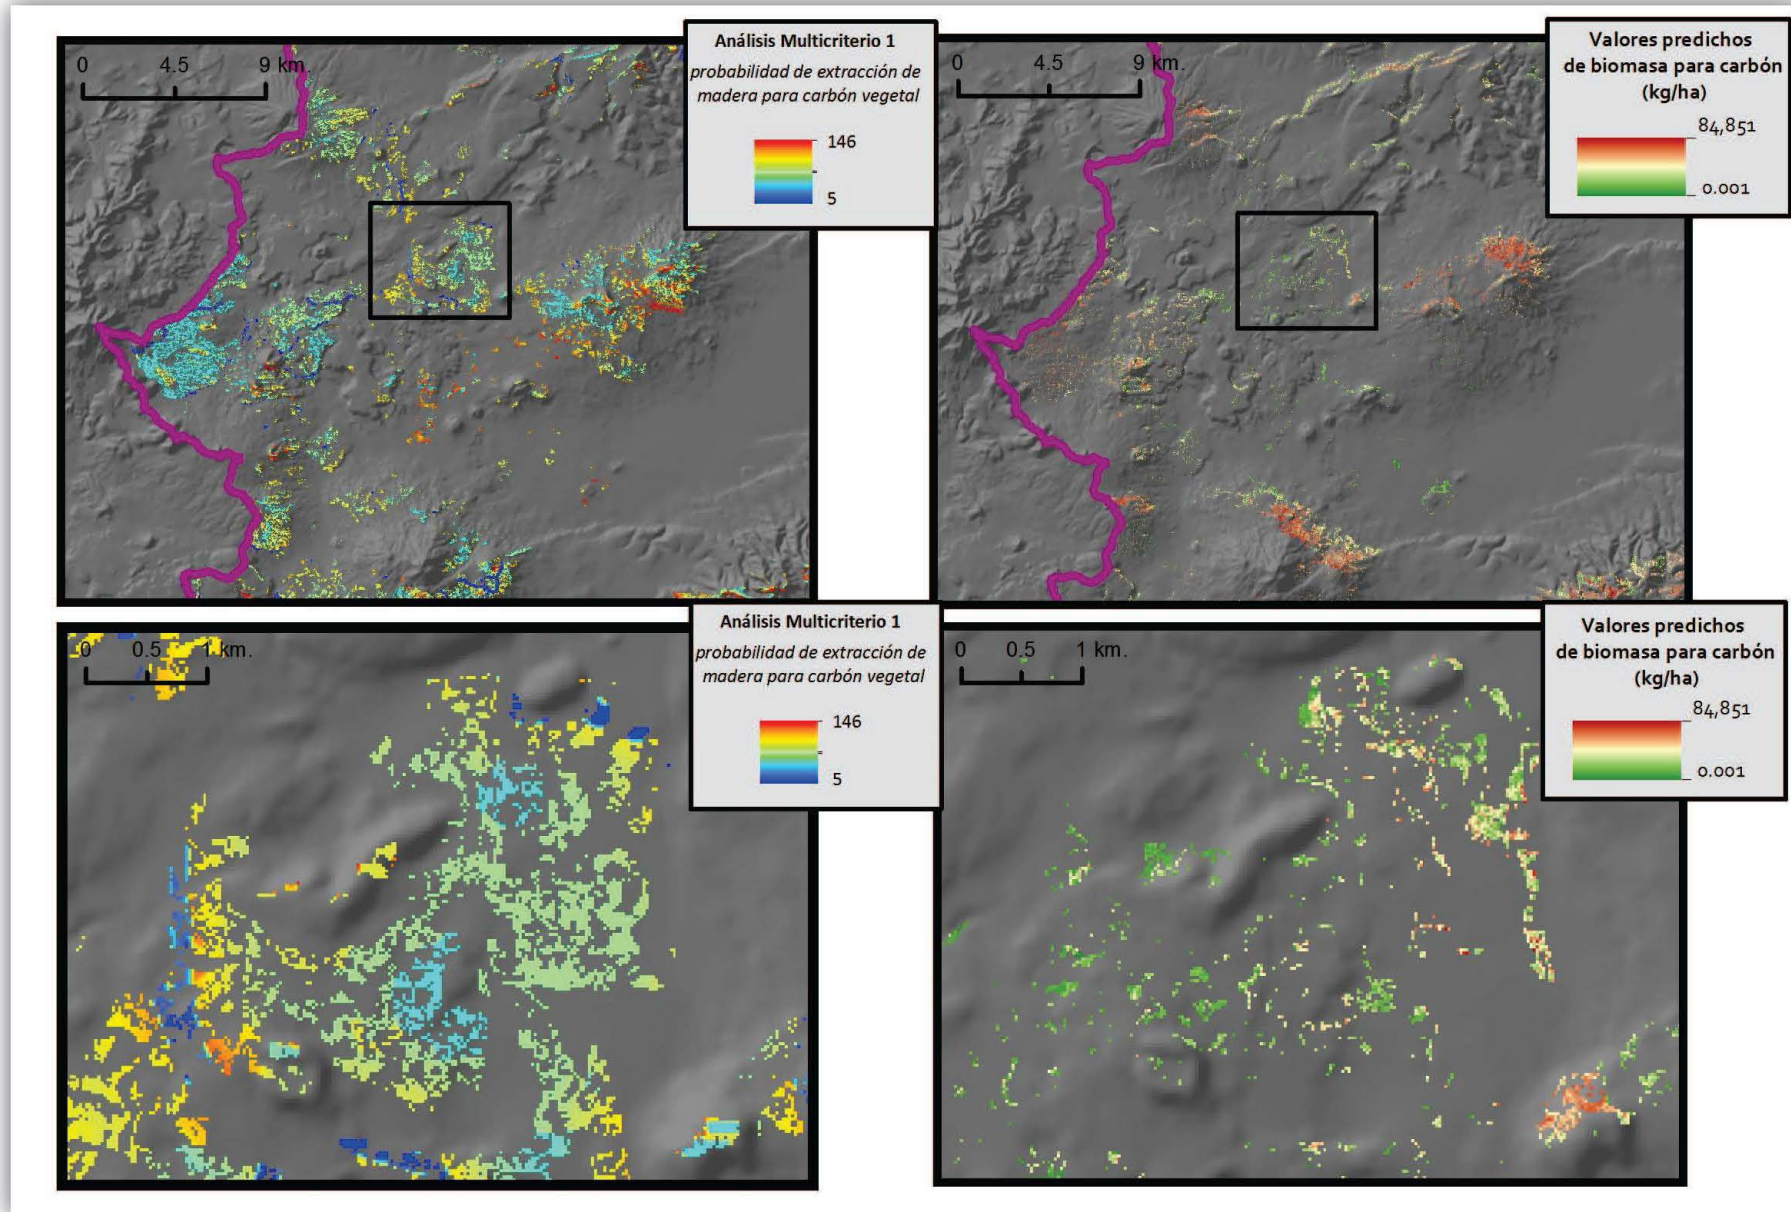 0 4.5 9 km.
Análisis Multicriterio 1
probabilidad de extracción de
madera para carbón vegetal
146
5
0 4.5 9 km.
Valores predichos
de biomasa para carbón
(kg/ha)
84,851
0.001
0 0.5 1 km.
Análisis Multicriterio 1
probabilidad de extracción de
madera para carbón vegetal
146
5
0 0.5 1 km.
Valores predichos
de biomasa para carbón
(kg/ha)
84,851
0.001